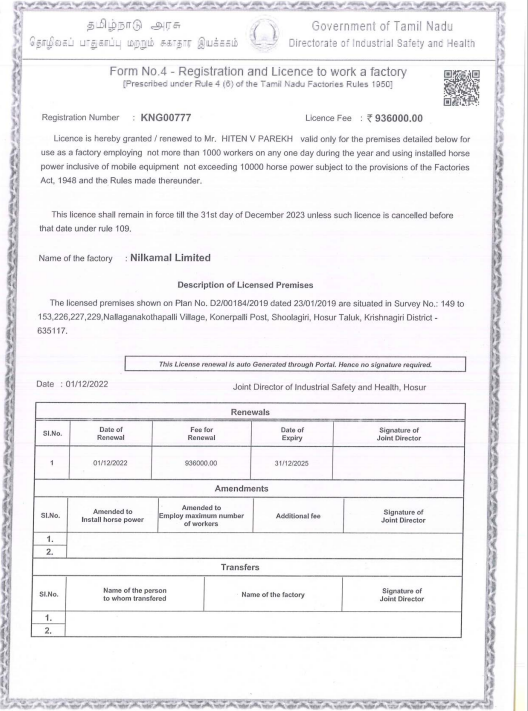 தமிழ்நாடு அரசு
Government of Tamil Nadu
தொழிலகப் பாதுகாப்பு மற்றும் சுகாதார இயக்ககம்
Directorate of Industrial Safety and Health
Form No.4 - Registration and Licence to work a factory
[Prescribed under Rule 4 (6) of the Tamil Nadu Factories Rules 1950]
Registration Number : KNG00777 Licence Fee : ₹ 936000.00
Licence is hereby granted / renewed to Mr. HITEN V PAREKH valid only for the premises detailed below for
use as a factory employing not more than 1000 workers on any one day during the year and using installed horse
power inclusive of mobile equipment not exceeding 10000 horse power subject to the provisions of the Factories
Act, 1948 and the Rules made thereunder.
This licence shall remain in force till the 31st day of December 2023 unless such licence is cancelled before
that date under rule 109.
Name of the factory : Nilkamal Limited
Description of Licensed Premises
The licensed premises shown on Plan No. D2/00184/2019 dated 23/01/2019 are situated in Survey No.: 149 to
153,226,227,229,Nallaganakothapalli Village, Konerpalli Post, Shoolagiri, Hosur Taluk, Krishnagiri District -
635117.
This License renewal is auto Generated through Portal. Hence no signature required.
Date : 01/12/2022 Joint Director of Industrial Safety and Health, Hosur
Renewals
Sl.No. Date of Renewal Fee for Renewal Date of Expiry Signature of Joint Director
1 01/12/2022 936000.00 31/12/2025
Amendments
Sl.No. Amended to Install horse power Amended to Employ maximum number of workers Additional fee Signature of Joint Director
1.
2.
Transfers
Sl.No. Name of the person to whom transfered Name of the factory Signature of Joint Director
1.
2.